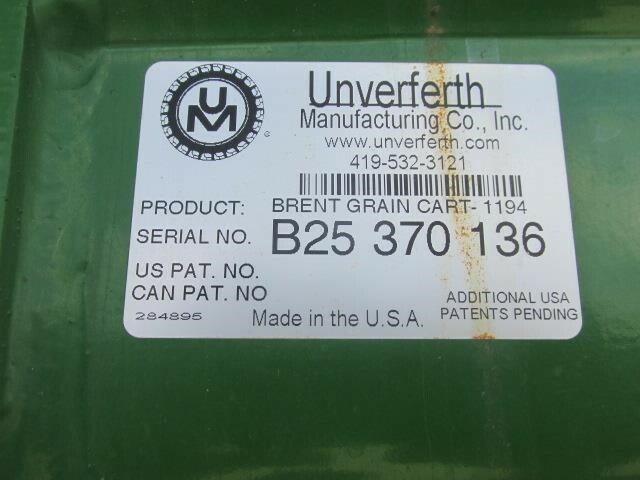 UM
Unverferth
Manufacturing Co., Inc.
www.unverferth.com
419-532-3121
PRODUCT: BRENT GRAIN CART- 1194
SERIAL NO. B25 370 136
US PAT. NO.
CAN PAT. NO
284895
Made in the U.S.A.
ADDITIONAL USA
PATENTS PENDING